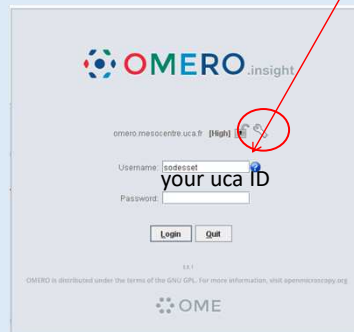 OMERO.insight
omero.mesocentre.uca.fr [High]
Username: sodesset
your uca ID
Password:
Login Quit
OMERO is distributed under the terms of the GNU GPL. For more information, visit openmicroscopy.org
OME